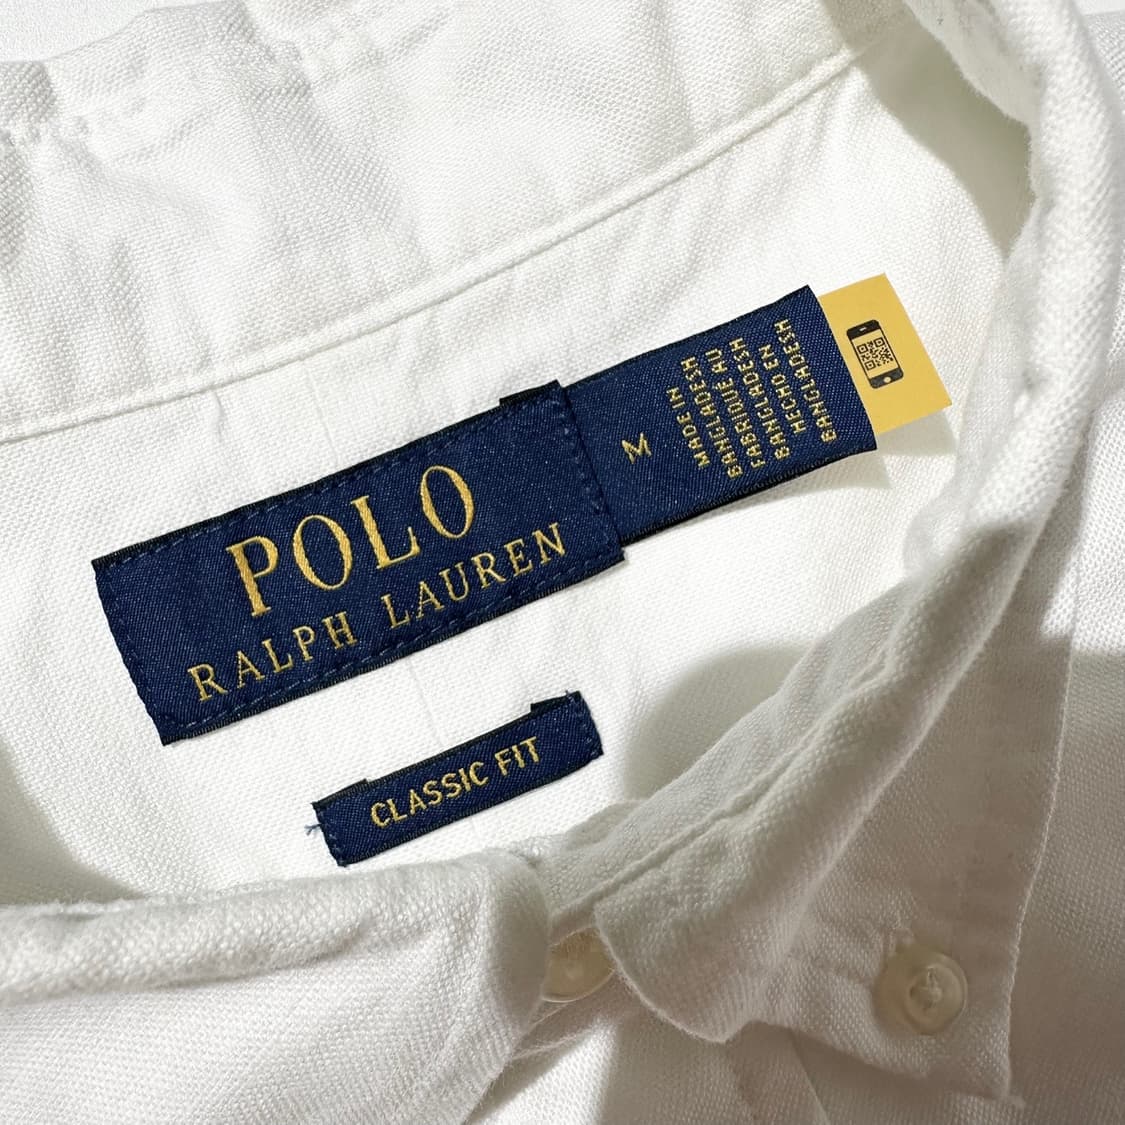 POLO
RALPH LAUREN
M
MADE IN
BANGLADESH
FABRIQUÉ AU
BANGLADESH
HECHO EN
BANGLADESH
CLASSIC FIT